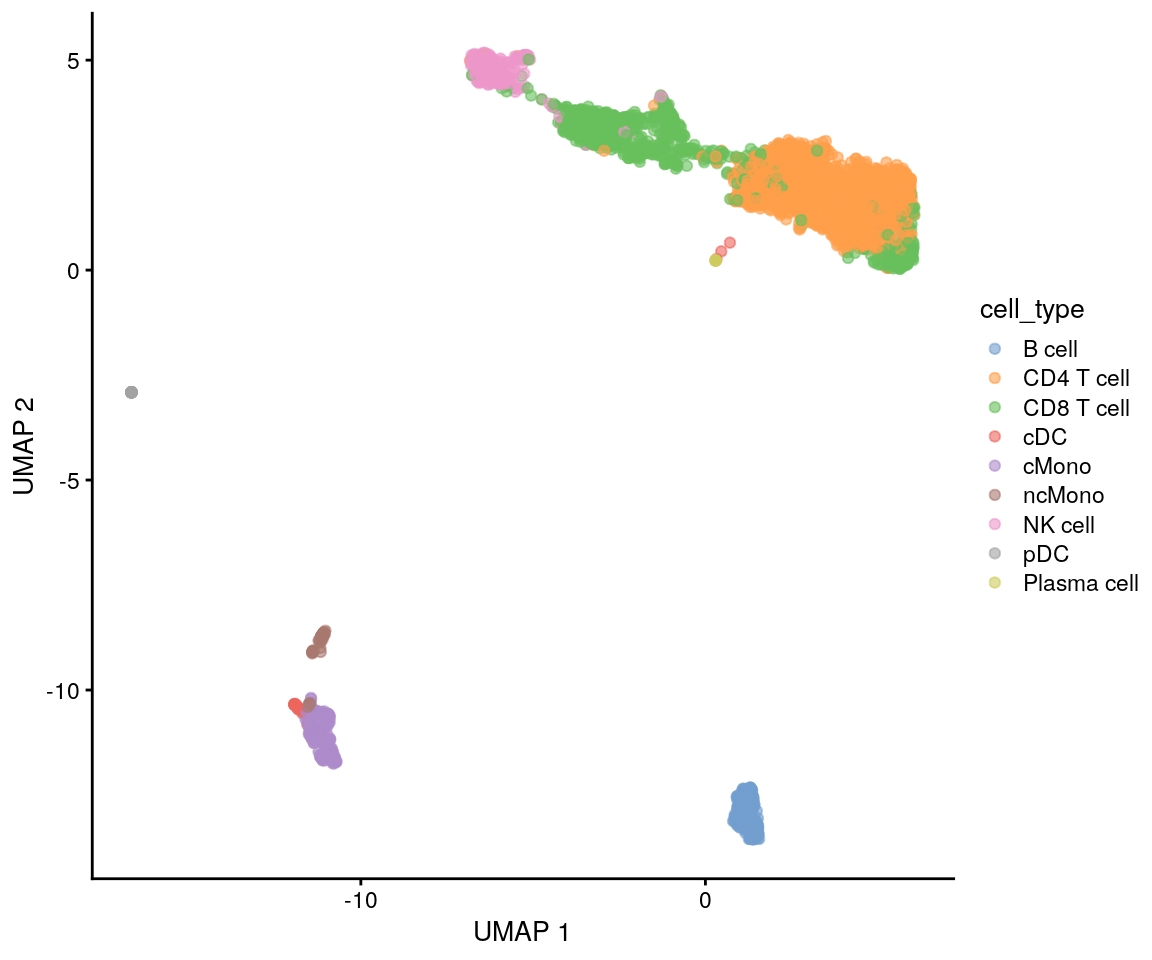 5
0
-5
-10
UMAP 2
-10
0
UMAP 1
cell_type
B cell
CD4 T cell
CD8 T cell
cDC
cMono
ncMono
NK cell
pDC
Plasma cell